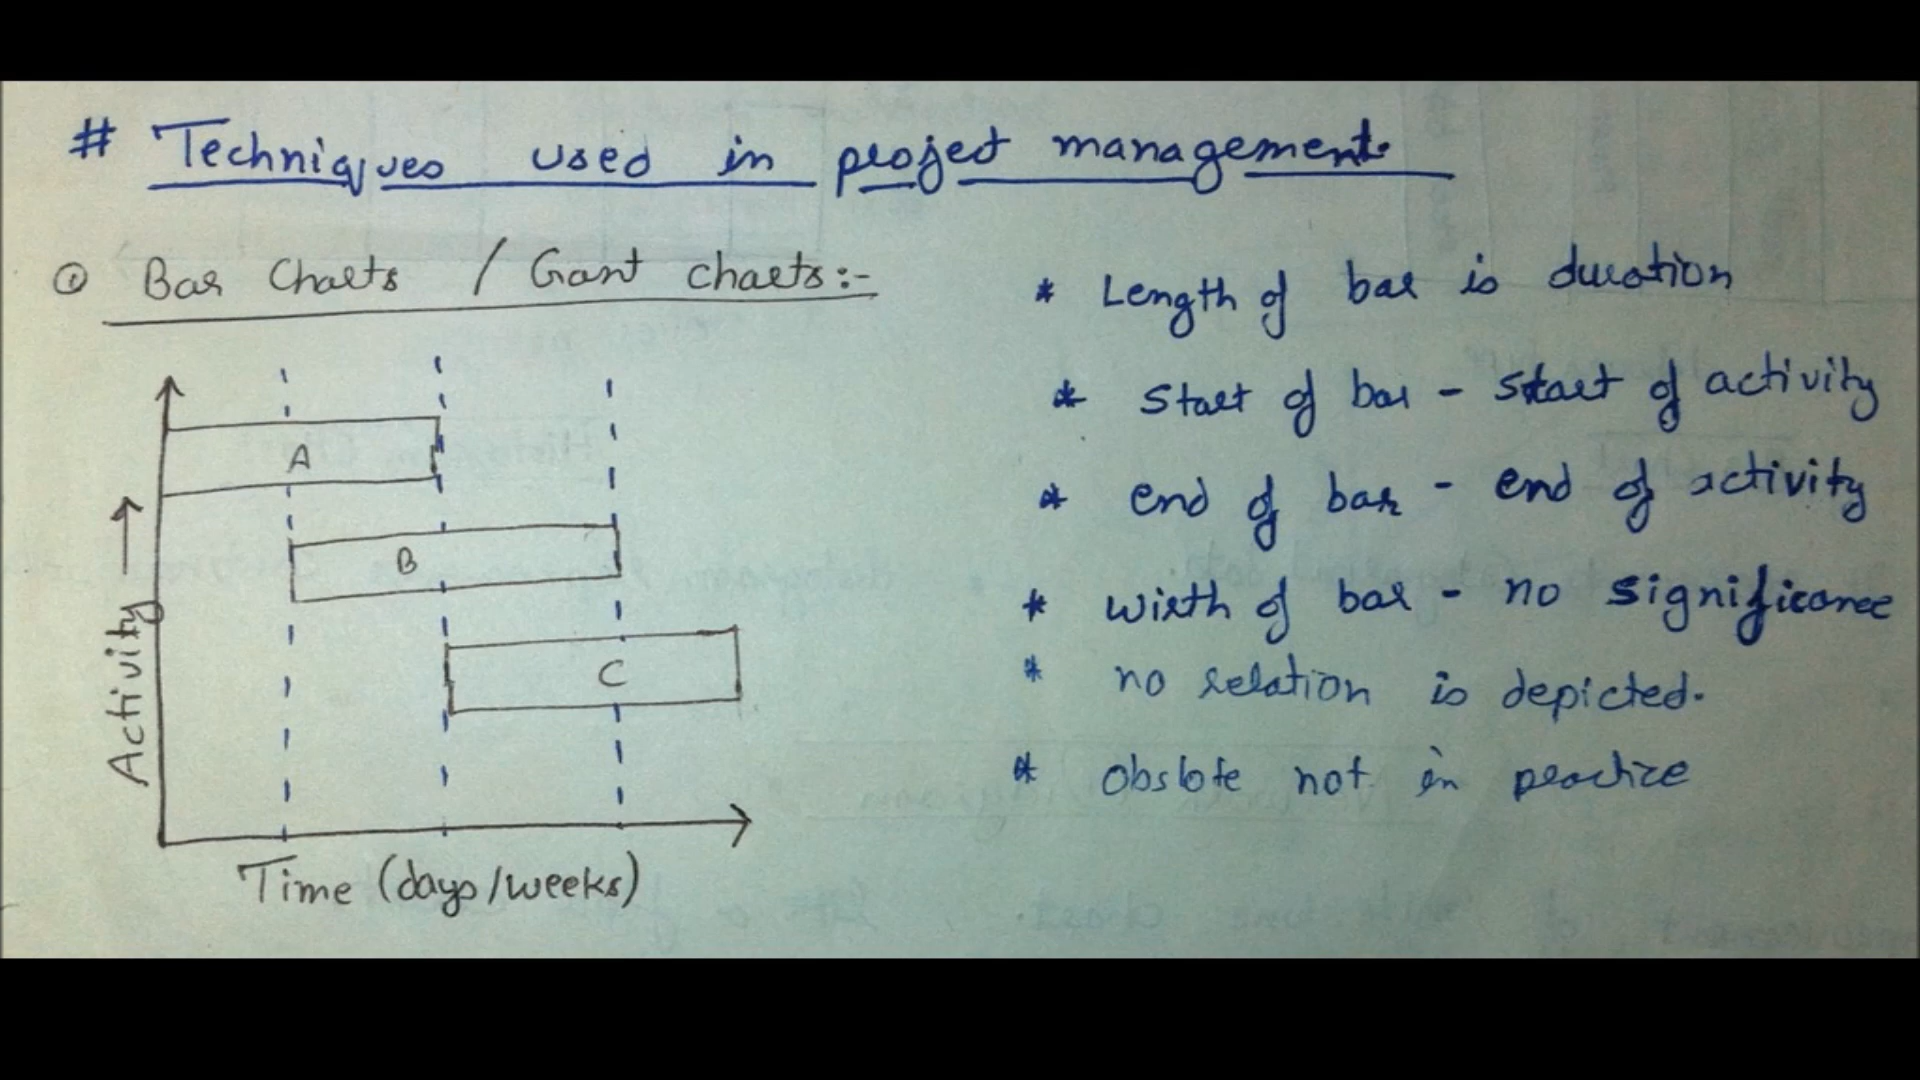 # Techniques used in project management.
① Bar Charts / Gant charts:-
A
B
C
Activity →
Time (days/weeks)
* Length of bar is duration
* Start of bar - start of activity
* end of bar - end of activity
* wirth of bar - no significance
* no relation is depicted.
* obslote not in practice